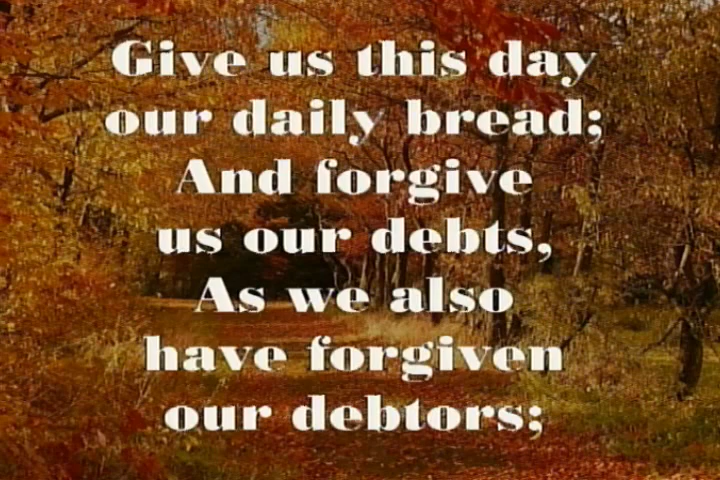 Give us this day
our daily bread;
And forgive
us our debts,
As we also
have forgiven
our debtors;